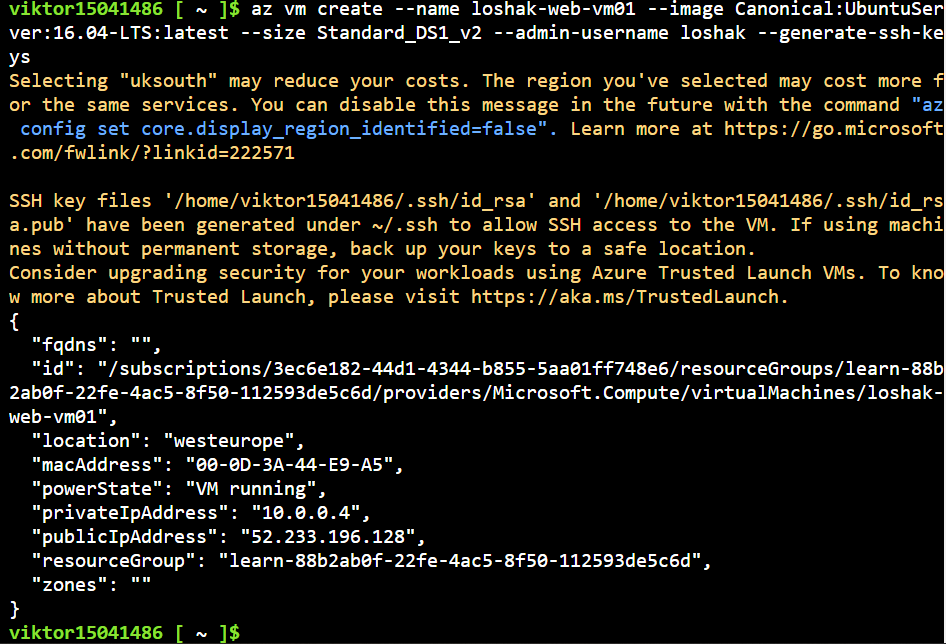 viktor15041486 [ ~ ]$ az vm create --name loshak-web-vm01 --image Canonical:UbuntuSer
ver:16.04-LTS:latest --size Standard_DS1_v2 --admin-username loshak --generate-ssh-ke
ys
Selecting "uksouth" may reduce your costs. The region you've selected may cost more f
or the same services. You can disable this message in the future with the command "az
 config set core.display_region_identified=false". Learn more at https://go.microsoft
.com/fwlink/?linkid=222571

SSH key files '/home/viktor15041486/.ssh/id_rsa' and '/home/viktor15041486/.ssh/id_rs
a.pub' have been generated under ~/.ssh to allow SSH access to the VM. If using machi
nes without permanent storage, back up your keys to a safe location.
Consider upgrading security for your workloads using Azure Trusted Launch VMs. To kno
w more about Trusted Launch, please visit https://aka.ms/TrustedLaunch.
{
  "fqdns": "",
  "id": "/subscriptions/3ec6e182-44d1-4344-b855-5aa01ff748e6/resourceGroups/learn-88b
2ab0f-22fe-4ac5-8f50-112593de5c6d/providers/Microsoft.Compute/virtualMachines/loshak-
web-vm01",
  "location": "westeurope",
  "macAddress": "00-0D-3A-44-E9-A5",
  "powerState": "VM running",
  "privateIpAddress": "10.0.0.4",
  "publicIpAddress": "52.233.196.128",
  "resourceGroup": "learn-88b2ab0f-22fe-4ac5-8f50-112593de5c6d",
  "zones": ""
}
viktor15041486 [ ~ ]$